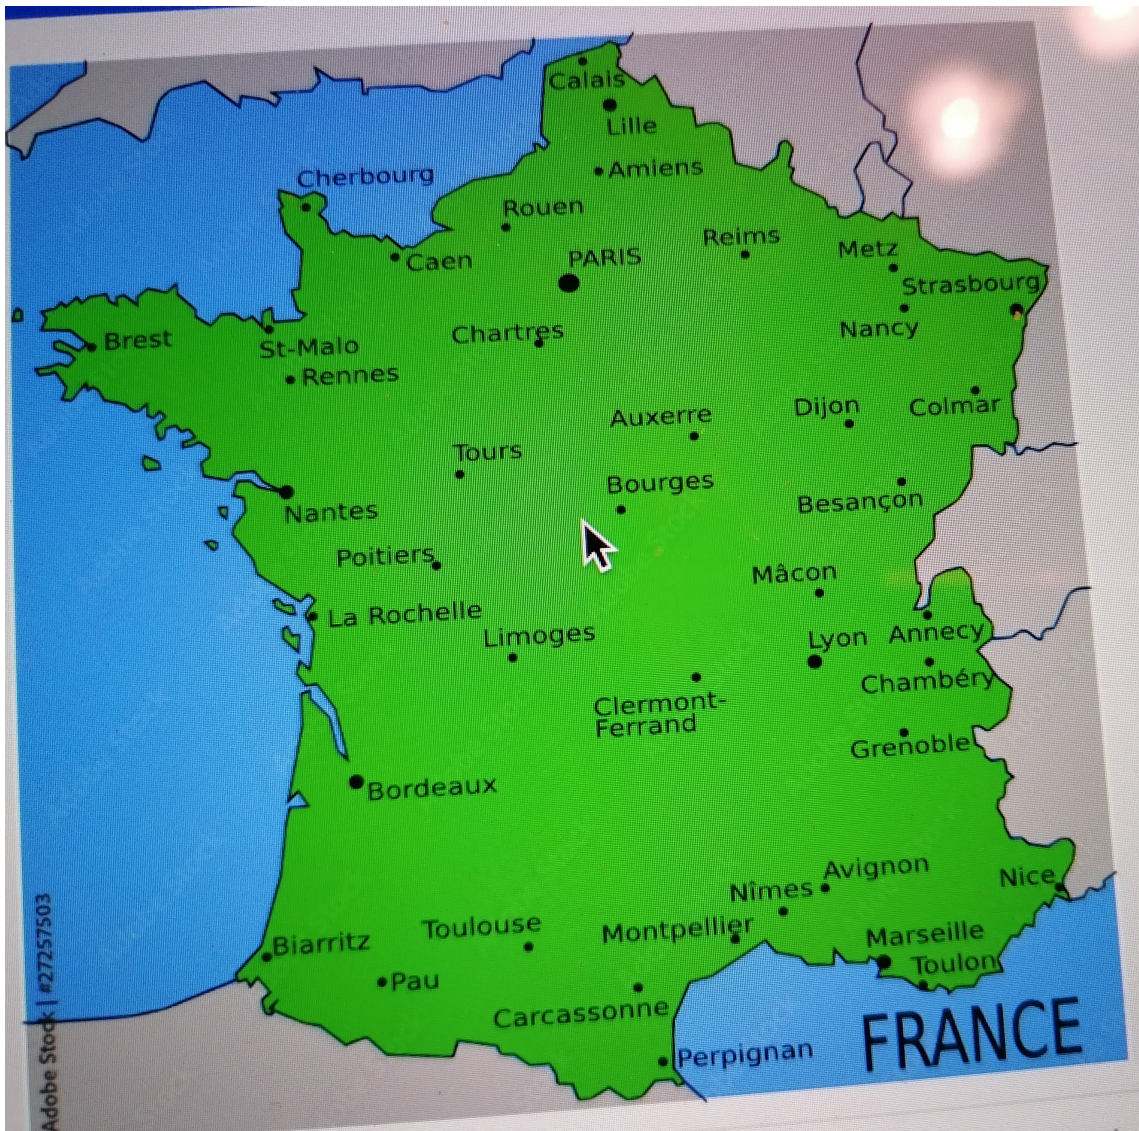 Calais
Lille
Cherbourg
Amiens
Rouen
Reims
Metz
Caen
PARIS
Strasbourg
Brest
St-Malo
Chartres
Nancy
Rennes
Auxerre
Dijon
Colmar
Tours
Bourges
Besançon
Nantes
Poitiers
Mâcon
La Rochelle
Limoges
Lyon
Annecy
Chambéry
Clermont-
Ferrand
Grenoble
Bordeaux
Avignon
Nice
Nîmes
Biarritz
Toulouse
Montpellier
Marseille
Toulon
Pau
Carcassonne
Perpignan
FRANCE
Adobe Stock | #27257503